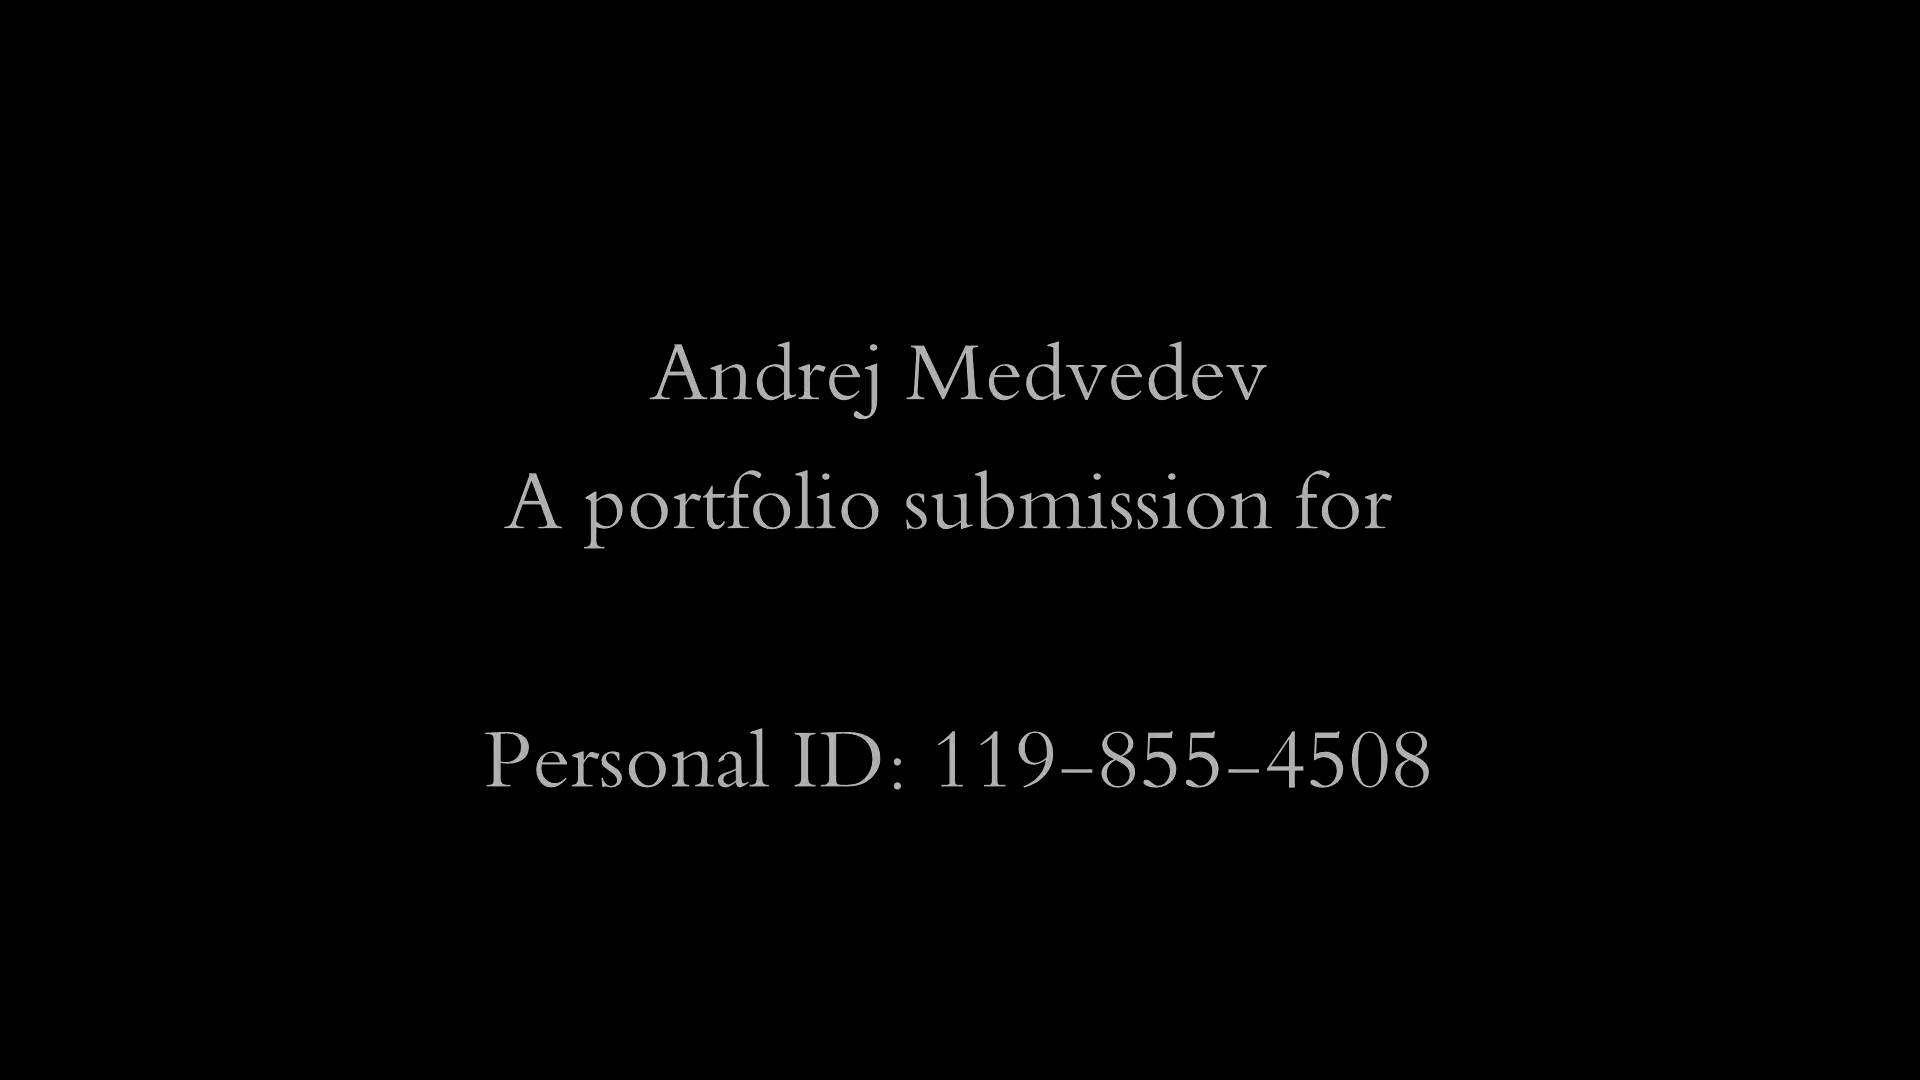 Andrej Medvedev
A portfolio submission for
Personal ID: 119-855-4508